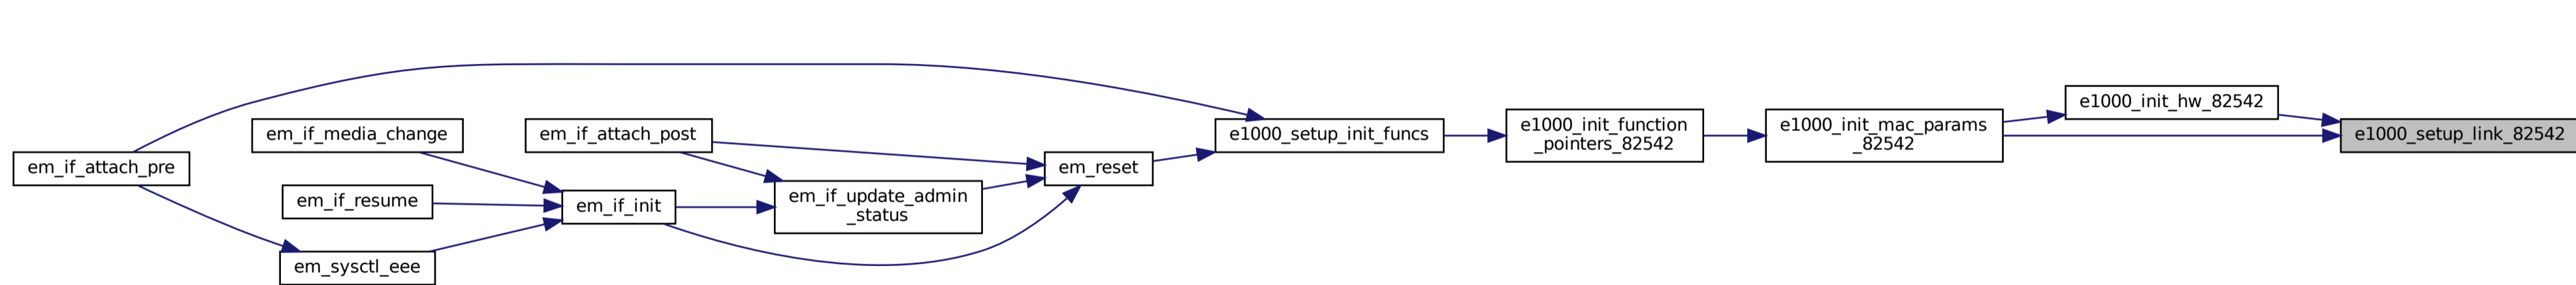 em_if_attach_pre
em_if_media_change
em_if_resume
em_sysctl_eee
em_if_attach_post
em_if_init
em_if_update_admin
_status
em_reset
e1000_setup_init_funcs
e1000_init_function
_pointers_82542
e1000_init_mac_params
_82542
e1000_init_hw_82542
e1000_setup_link_82542